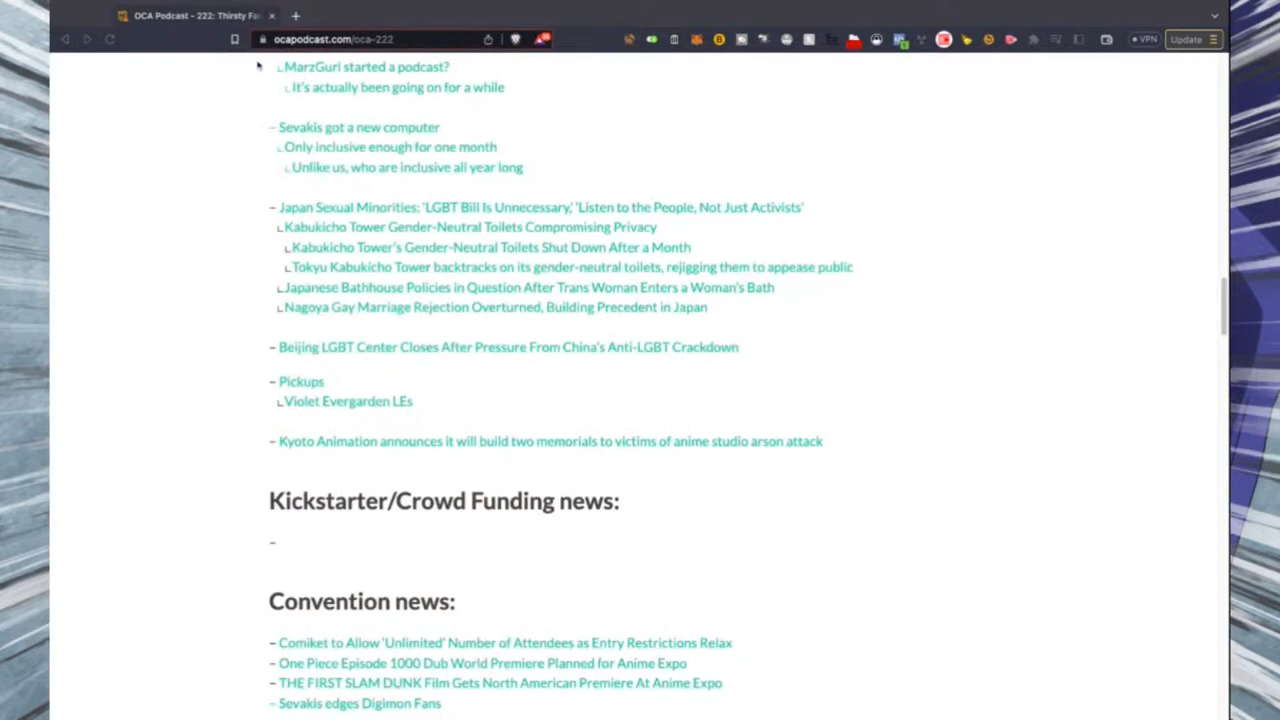 OCA Podcast - 222: Thirsty Fa
ocapodcast.com/oca-222
VPN
Update
MarzGuri started a podcast?
It's actually been going on for a while
- Sevakis got a new computer
Only inclusive enough for one month
Unlike us, who are inclusive all year long
- Japan Sexual Minorities: 'LGBT Bill Is Unnecessary,' 'Listen to the People, Not Just Activists'
Kabukicho Tower Gender-Neutral Toilets Compromising Privacy
Kabukicho Tower's Gender-Neutral Toilets Shut Down After a Month
Tokyu Kabukicho Tower backtracks on its gender-neutral toilets, rejigging them to appease public
Japanese Bathhouse Policies in Question After Trans Woman Enters a Woman's Bath
Nagoya Gay Marriage Rejection Overturned, Building Precedent in Japan
- Beijing LGBT Center Closes After Pressure From China's Anti-LGBT Crackdown
- Pickups
Violet Evergarden LEs
- Kyoto Animation announces it will build two memorials to victims of anime studio arson attack
Kickstarter/Crowd Funding news:
-
Convention news:
- Comiket to Allow 'Unlimited' Number of Attendees as Entry Restrictions Relax
- One Piece Episode 1000 Dub World Premiere Planned for Anime Expo
- THE FIRST SLAM DUNK Film Gets North American Premiere At Anime Expo
- Sevakis edges Digimon Fans